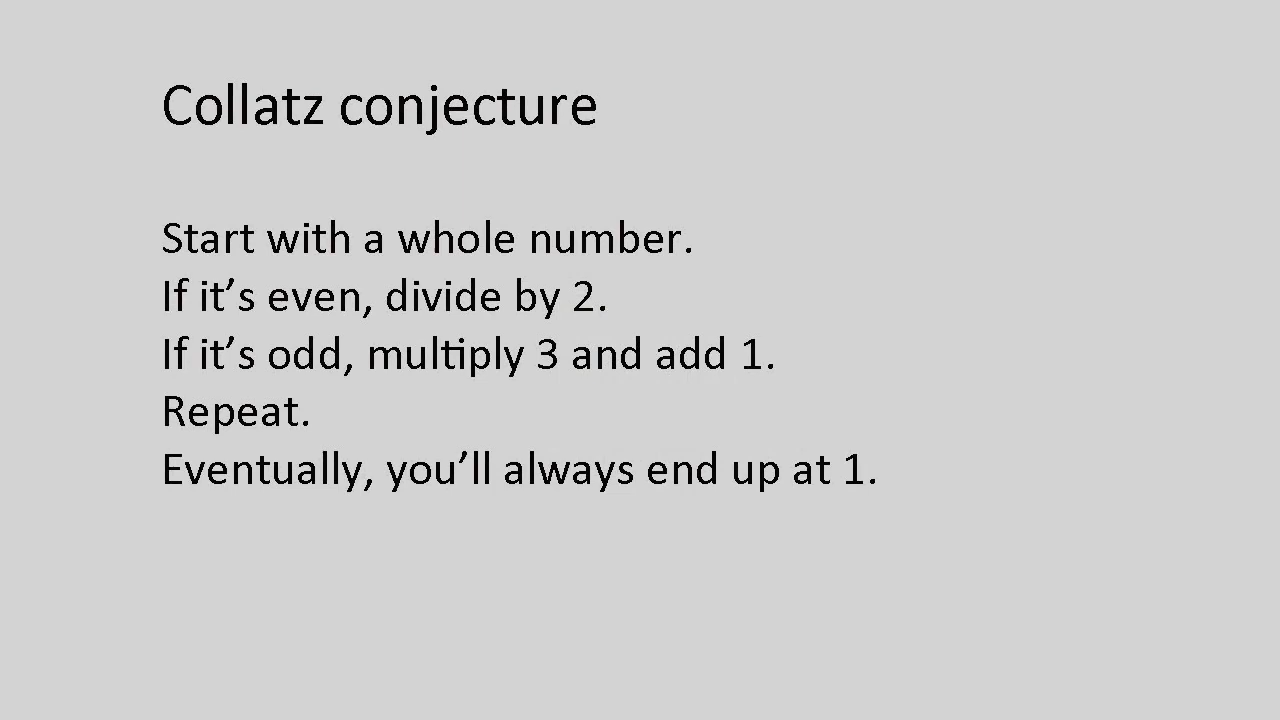 Collatz conjecture
Start with a whole number.
If it’s even, divide by 2.
If it’s odd, multiply 3 and add 1.
Repeat.
Eventually, you’ll always end up at 1.